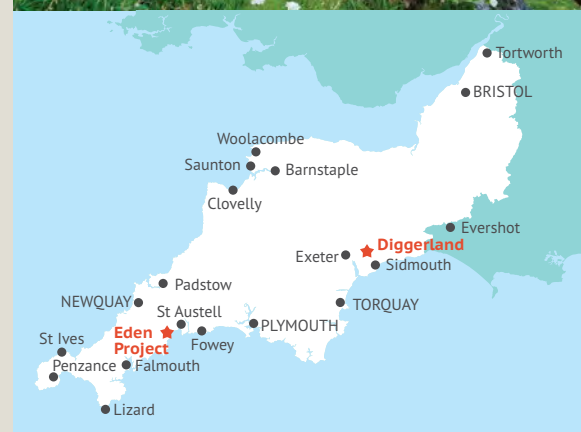 Tortworth
BRISTOL
Woolacombe
Saunton
Barnstaple
Clovelly
Evershot
Diggerland
Exeter
Sidmouth
Padstow
NEWQUAY
TORQUAY
St Austell
PLYMOUTH
Eden
Project
Fowey
St Ives
Penzance
Falmouth
Lizard